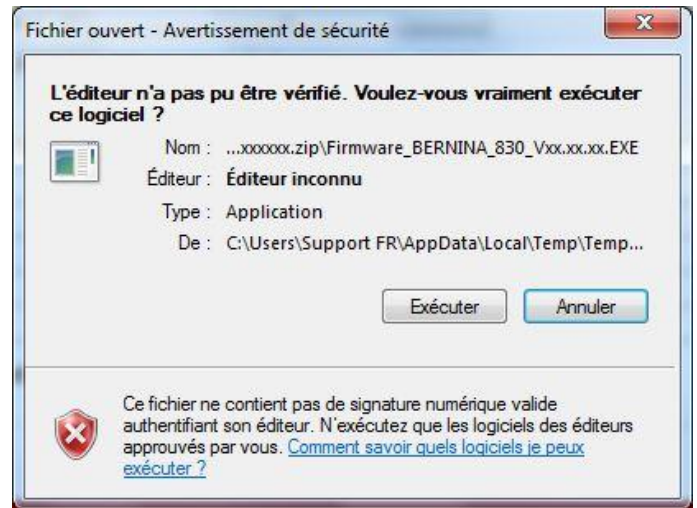 Fichier ouvert - Avertissement de sécurité
L'éditeur n'a pas pu être vérifié. Voulez-vous vraiment exécuter
ce logiciel ?
Nom : ...xxxxxx.zip\Firmware_BERNINA_830_Vxx.xx.xx.EXE
Éditeur : Éditeur inconnu
Type : Application
De : C:\Users\Support FR\AppData\Local\Temp\Temp...
Exécuter Annuler
Ce fichier ne contient pas de signature numérique valide
authentifiant son éditeur. N'exécutez que les logiciels des éditeurs
approuvés par vous. Comment savoir quels logiciels je peux
exécuter ?